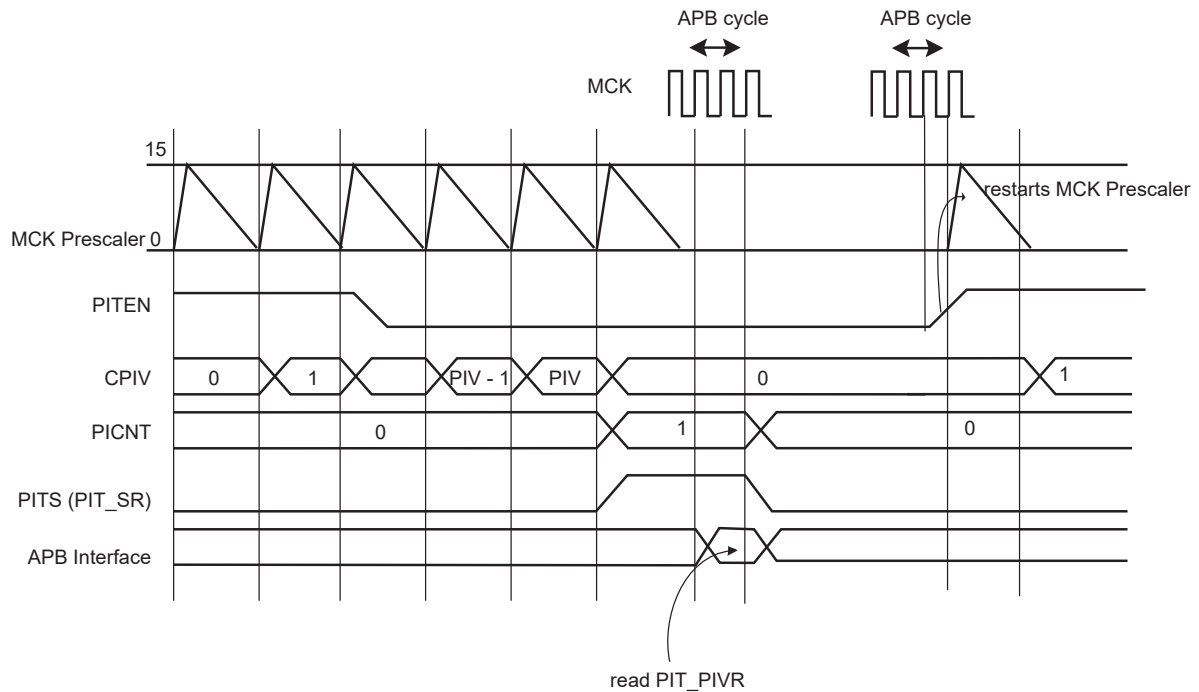 APB cycle
APB cycle
MCK
15
restarts MCK Prescaler
MCK Prescaler 0
PITEN
CPIV
0
1
PIV - 1
PIV
0
1
PICNT
0
1
0
PITS (PIT_SR)
APB Interface
read PIT_PIVR